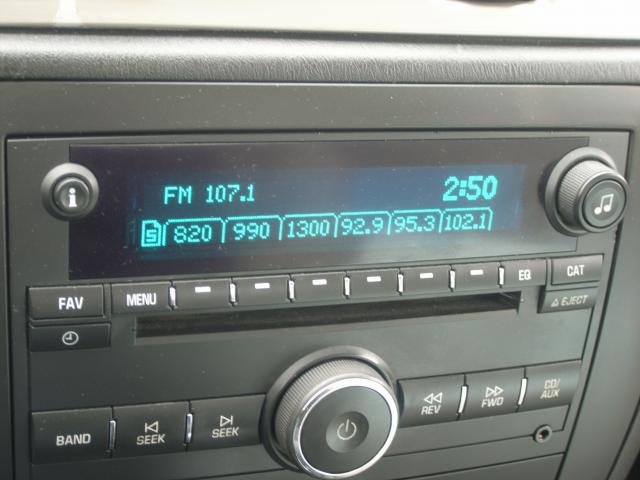 FM 107.1 2:50
5 820 990 1300 92.9 95.3 102.1
i
FAV MENU EQ CAT
EJECT
BAND SEEK SEEK REV FWD CD/AUX